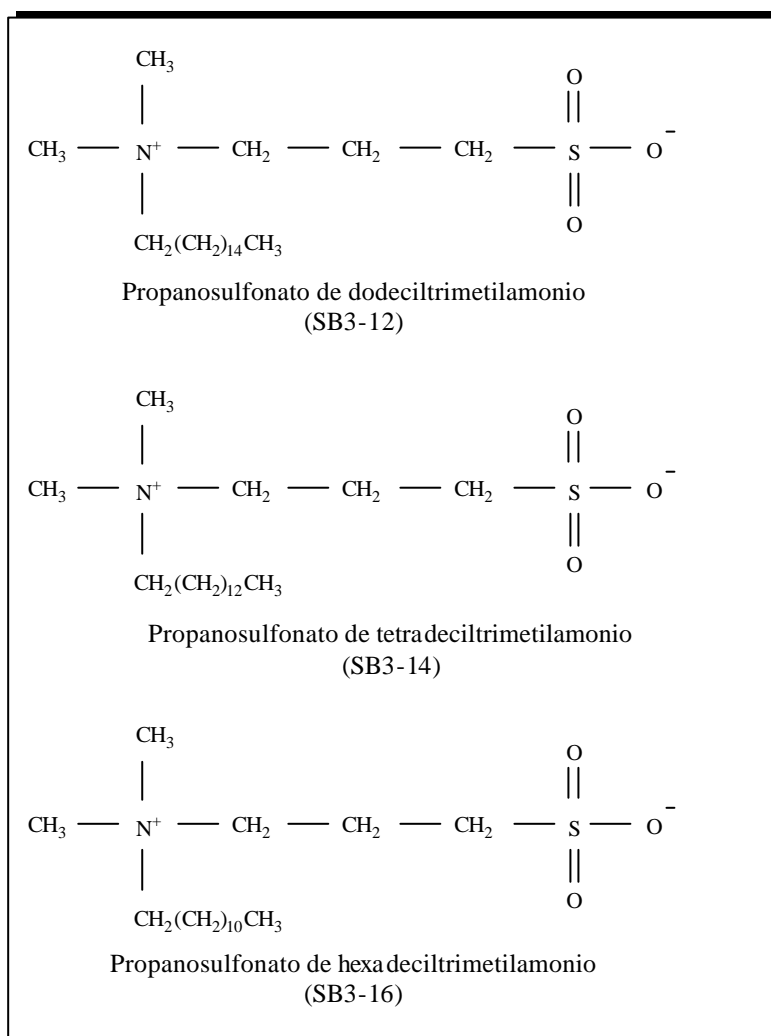 CH₃
O
CH₃ — N⁺ — CH₂ — CH₂ — CH₂ — S — O⁻
O
CH₂(CH₂)₁₄CH₃
Propanosulfonato de dodeciltrimetilamonio
(SB3-12)
CH₃
O
CH₃ — N⁺ — CH₂ — CH₂ — CH₂ — S — O⁻
O
CH₂(CH₂)₁₂CH₃
Propanosulfonato de tetradeciltrimetilamonio
(SB3-14)
CH₃
O
CH₃ — N⁺ — CH₂ — CH₂ — CH₂ — S — O⁻
O
CH₂(CH₂)₁₀CH₃
Propanosulfonato de hexadeciltrimetilamonio
(SB3-16)